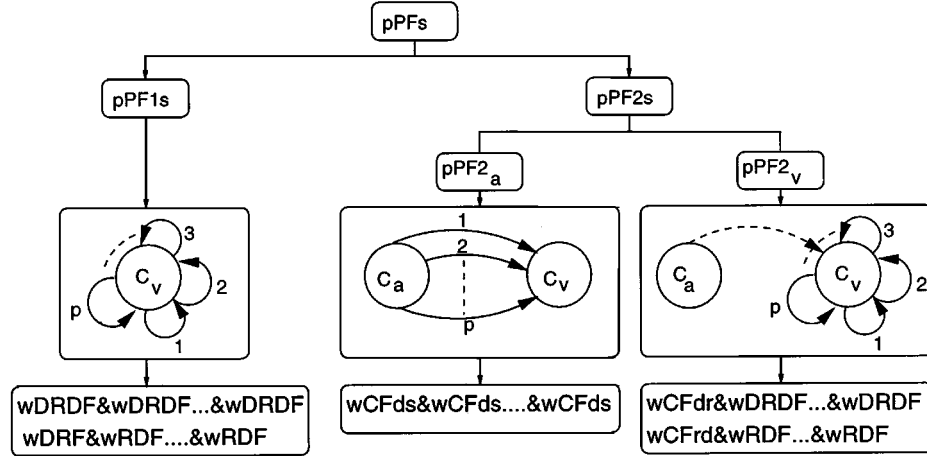 pPFs
pPF1s
pPF2s
pPF2a
pPF2v
3
Cv
2
p
1
1
2
Ca
Cv
p
3
Ca
Cv
2
p
1
wDRDF&wDRDF...&wDRDF
wDRF&wRDF....&wRDF
wCFds&wCFds....&wCFds
wCFdr&wDRDF...&wDRDF
wCFrd&wRDF...&wRDF